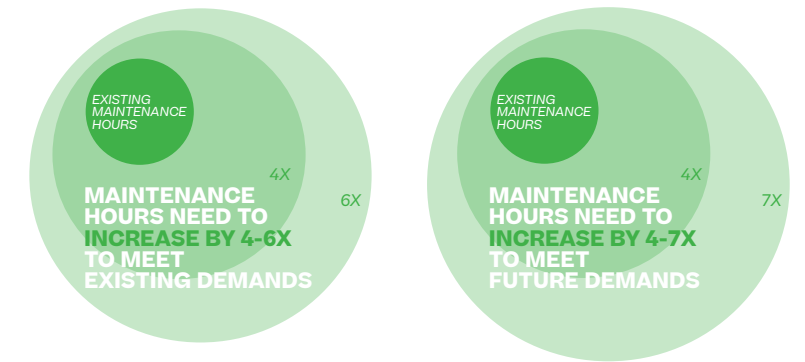 EXISTING
MAINTENANCE
HOURS
4X
6X
MAINTENANCE
HOURS NEED TO
INCREASE BY 4-6X
TO MEET
EXISTING DEMANDS
EXISTING
MAINTENANCE
HOURS
4X
7X
MAINTENANCE
HOURS NEED TO
INCREASE BY 4-7X
TO MEET
FUTURE DEMANDS